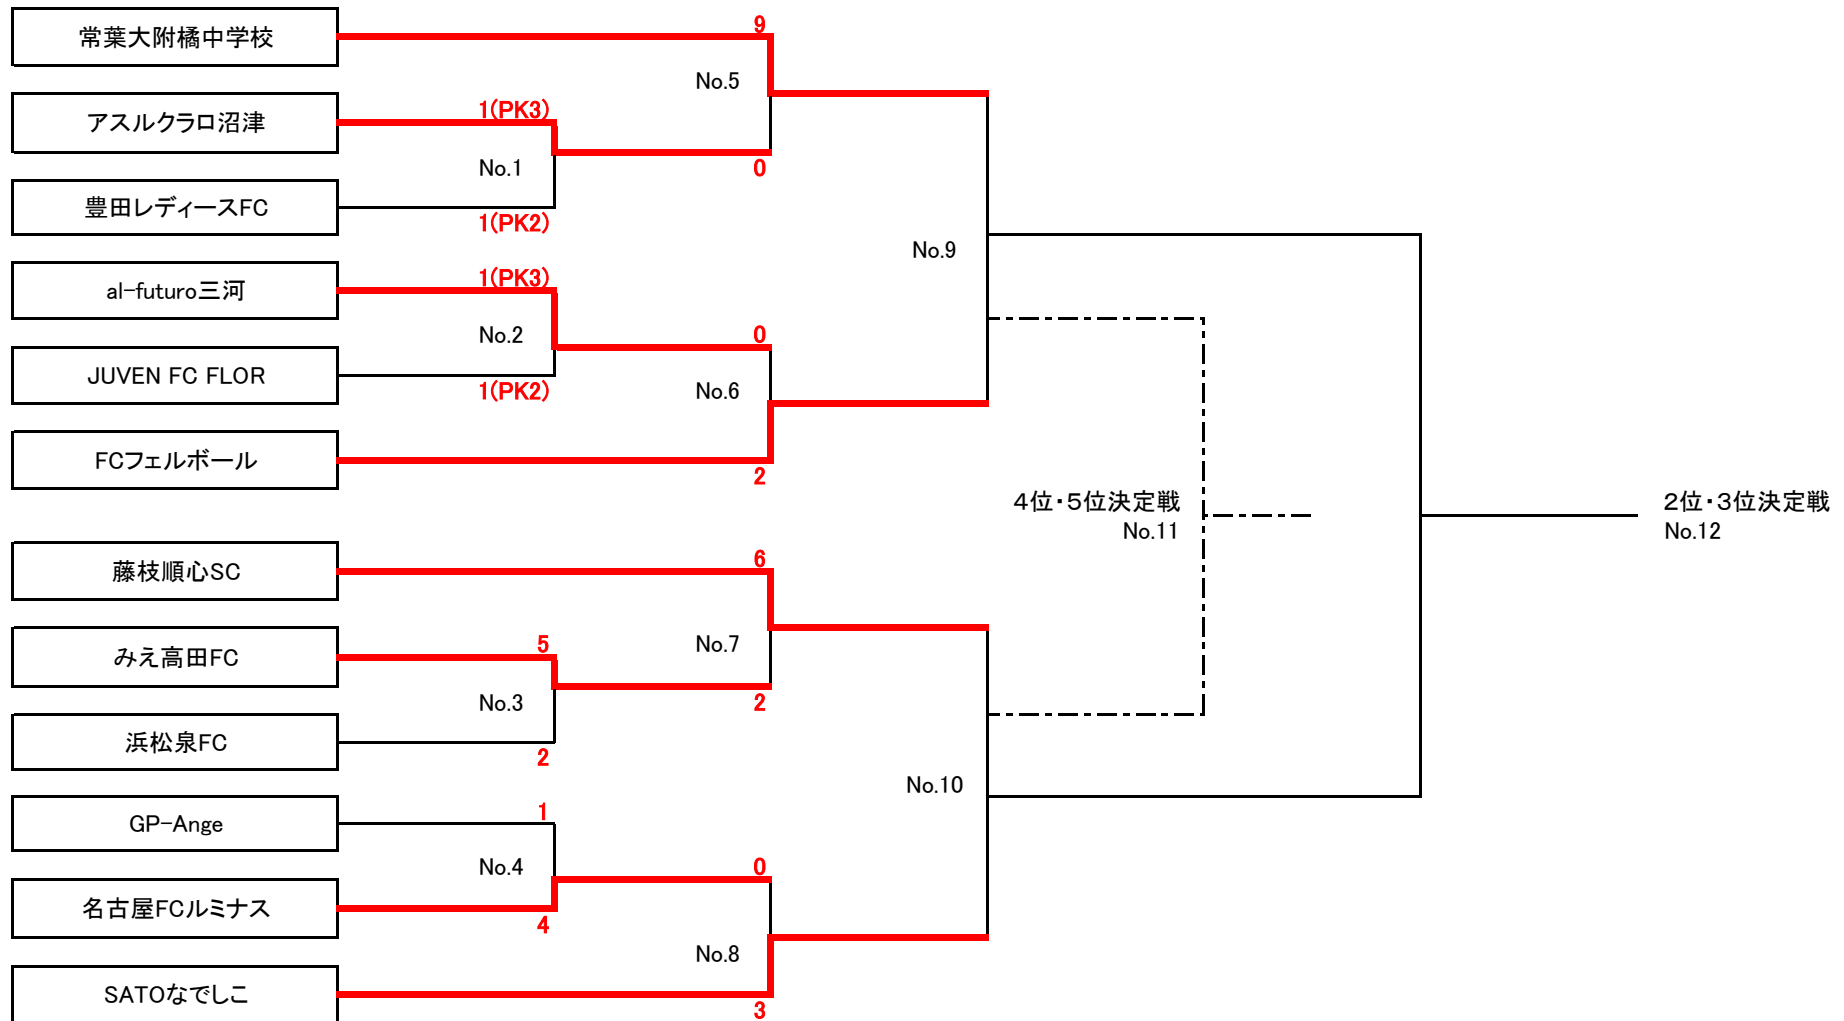 常葉大附橘中学校
9
No.5
アスルクラロ沼津
1(PK3)
No.1
0
豊田レディースFC
1(PK2)
No.9
al-futuro三河
1(PK3)
No.2
0
JUVEN FC FLOR
1(PK2)
No.6
FCフェルボール
2
4位・5位決定戦
No.11
2位・3位決定戦
No.12
藤枝順心SC
6
みえ高田FC
5
No.7
No.3
2
浜松泉FC
2
No.10
GP-Ange
1
No.4
0
名古屋FCルミナス
4
No.8
SATOなでしこ
3